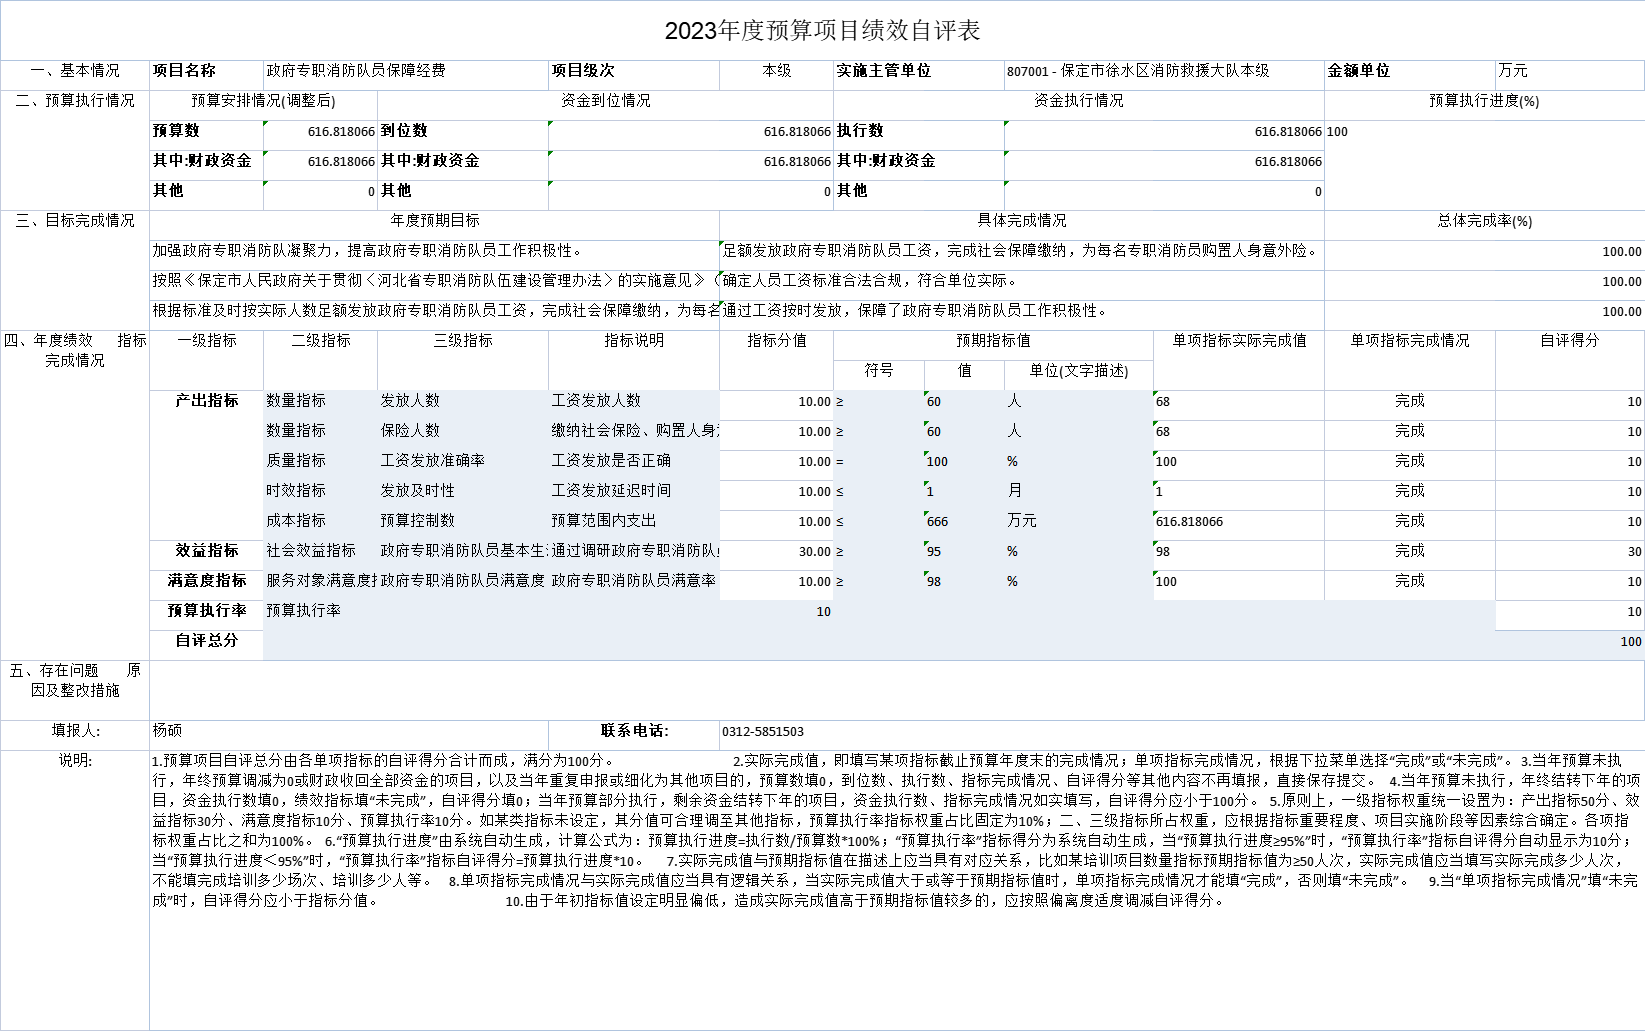 2023年度预算项目绩效自评表
一、基本情况 项目名称 政府专职消防队员保障经费 项目级次 本级 实施主管单位 807001 - 保定市徐水区消防救援大队本级 金额单位 万元
二、预算执行情况 预算安排情况(调整后) 资金到位情况 资金执行情况 预算执行进度(%)
预算数 616.818066 到位数 616.818066 执行数 616.818066 100
其中:财政资金 616.818066 其中:财政资金 616.818066 其中:财政资金 616.818066
其他 0 其他 0 其他 0
三、目标完成情况 年度预期目标 具体完成情况 总体完成率(%)
加强政府专职消防队凝聚力，提高政府专职消防队员工作积极性。 足额发放政府专职消防队员工资，完成社会保障缴纳，为每名专职消防员购置人身意外险。 100.00
按照《保定市人民政府关于贯彻〈河北省专职消防队伍建设管理办法〉的实施意见》（ 确定人员工资标准合法合规，符合单位实际。 100.00
根据标准及时按实际人数足额发放政府专职消防队员工资，完成社会保障缴纳，为每名 通过工资按时发放，保障了政府专职消防队员工作积极性。 100.00
四、年度绩效 指标 一级指标 二级指标 三级指标 指标说明 指标分值 预期指标值 单项指标实际完成值 单项指标完成情况 自评得分
完成情况
符号 值 单位(文字描述)
产出指标 数量指标 发放人数 工资发放人数 10.00 ≥ 60 人 68 完成 10
数量指标 保险人数 缴纳社会保险、购置人身 10.00 ≥ 60 人 68 完成 10
质量指标 工资发放准确率 工资发放是否正确 10.00 = 100 % 100 完成 10
时效指标 发放及时性 工资发放延迟时间 10.00 ≤ 1 月 1 完成 10
成本指标 预算控制数 预算范围内支出 10.00 ≤ 666 万元 616.818066 完成 10
效益指标 社会效益指标 政府专职消防队员基本生 通过调研政府专职消防队 30.00 ≥ 95 % 98 完成 30
满意度指标 服务对象满意度 政府专职消防队员满意度 政府专职消防队员满意率 10.00 ≥ 98 % 100 完成 10
预算执行率 预算执行率 10 10
自评总分 100
五、存在问题 原
因及整改措施
填报人: 杨硕 联系电话: 0312-5851503
说明: 1.预算项目自评总分由各单项指标的自评得分合计而成，满分为100分。 2.实际完成值，即填写某项指标截止预算年度末的完成情况；单项指标完成情况，根据下拉菜单选择“完成”或“未完成”。 3.当年预算未执
行，年终预算调减为0或财政收回全部资金的项目，以及当年重复申报或细化为其他项目的，预算数填0，到位数、执行数、指标完成情况、自评得分等其他内容不再填报，直接保存提交。 4.当年预算未执行，年终结转下年的项
目，资金执行数填0，绩效指标填“未完成”，自评得分填0；当年预算部分执行，剩余资金结转下年的项目，资金执行数、指标完成情况如实填写，自评得分应小于100分。 5.原则上，一级指标权重统一设置为：产出指标50分、效
益指标30分、满意度指标10分、预算执行率10分。如某类指标未设定，其分值可合理调至其他指标，预算执行率指标权重占比固定为10%；二、三级指标所占权重，应根据指标重要程度、项目实施阶段等因素综合确定。各项指
标权重占比之和为100%。 6.“预算执行进度”由系统自动生成，计算公式为：预算执行进度=执行数/预算数*100%；“预算执行率”指标得分为系统自动生成，当“预算执行进度≥95%”时，“预算执行率”指标自评得分自动显示为10分；
当“预算执行进度＜95%”时，“预算执行率”指标自评得分=预算执行进度*10。 7.实际完成值与预期指标值在描述上应当具有对应关系，比如某培训项目数量指标预期指标值为≥50人次，实际完成值应当填写实际完成多少人次，
不能填完成培训多少场次、培训多少人等。 8.单项指标完成情况与实际完成值应当具有逻辑关系，当实际完成值大于或等于预期指标值时，单项指标完成情况才能填“完成”，否则填“未完成”。 9.当“单项指标完成情况”填“未完
成”时，自评得分应小于指标分值。 10.由于年初指标值设定明显偏低，造成实际完成值高于预期指标值较多的，应按照偏离度适度调减自评得分。